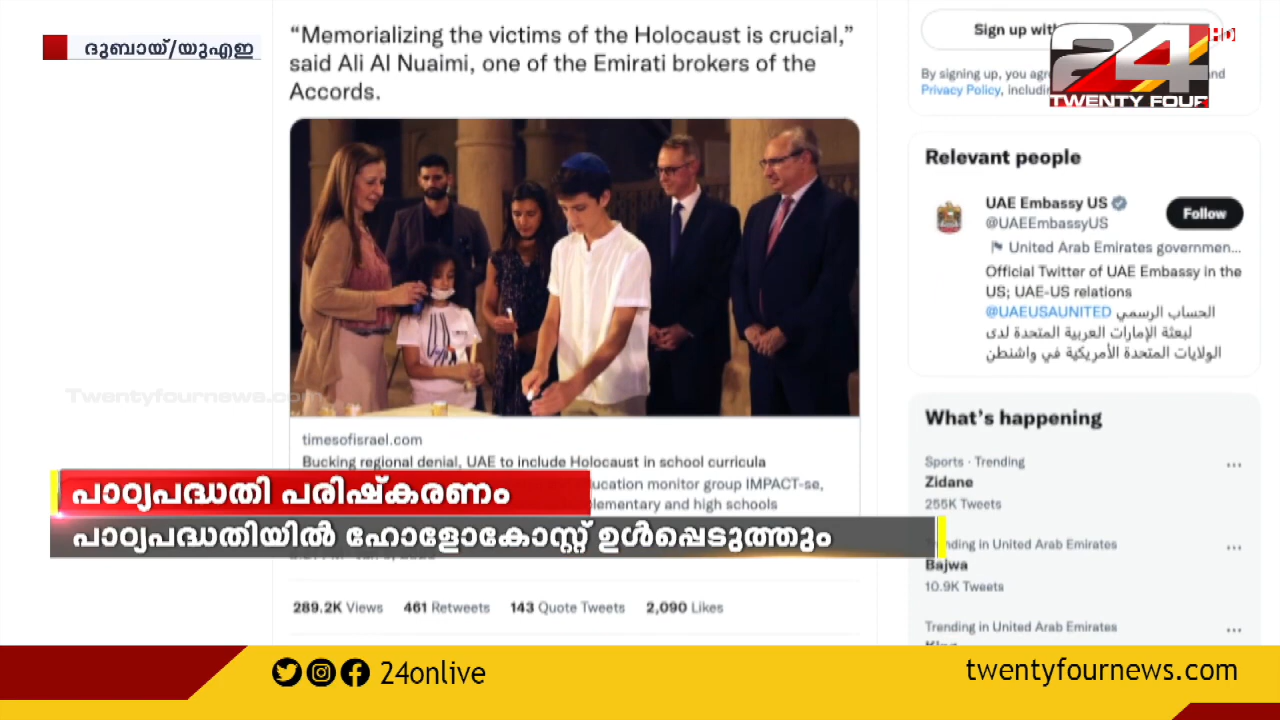 ദുബായ്/യുഎഇ
“Memorializing the victims of the Holocaust is crucial,”
said Ali Al Nuaimi, one of the Emirati brokers of the
Accords.
timesofisrael.com
Bucking regional denial, UAE to include Holocaust in school curricula
education monitor group IMPACT-se,
elementary and high schools
289.2K Views 461 Retweets 143 Quote Tweets 2,090 Likes
Sign up with
By signing up, you agree and
Privacy Policy, including
24 HD
TWENTY FOUR
Relevant people
UAE Embassy US
@UAEEmbassyUS
Follow
United Arab Emirates governmen...
Official Twitter of UAE Embassy in the
US; UAE-US relations
@UAEUSAUNITED الحساب الرسمي
لبعثة الإمارات العربية المتحدة لدى
الولايات المتحدة الأمريكية في واشنطن
What’s happening
Sports · Trending
Zidane
255K Tweets
Trending in United Arab Emirates
Bajwa
10.9K Tweets
Trending in United Arab Emirates
Twentyfournews.com
പാഠ്യപദ്ധതി പരിഷ്കരണം
പാഠ്യപദ്ധതിയിൽ ഹോളോകോസ്റ്റ് ഉൾപ്പെടുത്തും
24onlive
twentyfournews.com